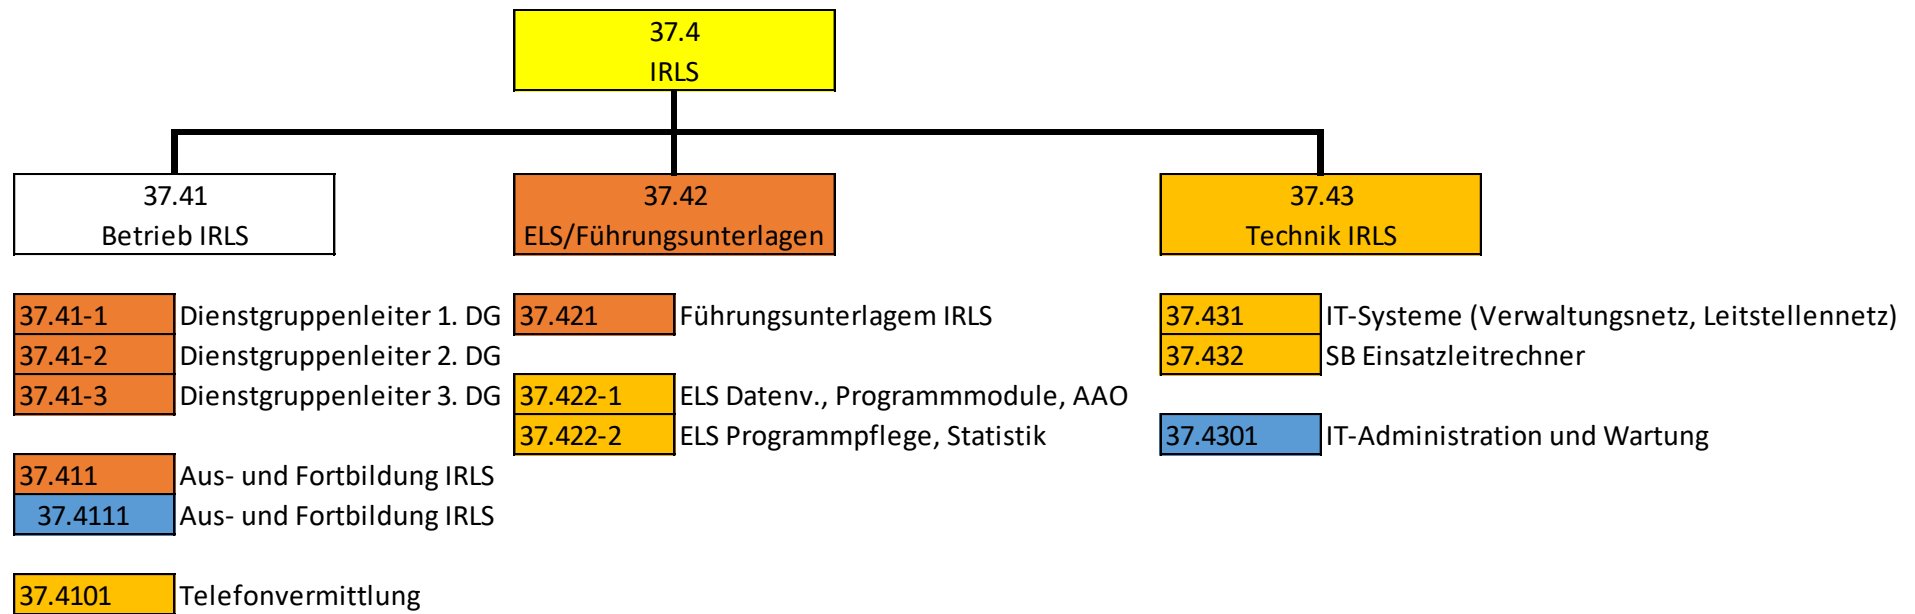 37.4
IRLS
37.41
Betrieb IRLS
37.42
ELS/Führungsunterlagen
37.43
Technik IRLS
37.41-1 Dienstgruppenleiter 1. DG
37.41-2 Dienstgruppenleiter 2. DG
37.41-3 Dienstgruppenleiter 3. DG
37.411 Aus- und Fortbildung IRLS
37.4111 Aus- und Fortbildung IRLS
37.4101 Telefonvermittlung
37.421 Führungsunterlagem IRLS
37.422-1 ELS Datenv., Programmmodule, AAO
37.422-2 ELS Programmpflege, Statistik
37.431 IT-Systeme (Verwaltungsnetz, Leitstellennetz)
37.432 SB Einsatzleitrechner
37.4301 IT-Administration und Wartung